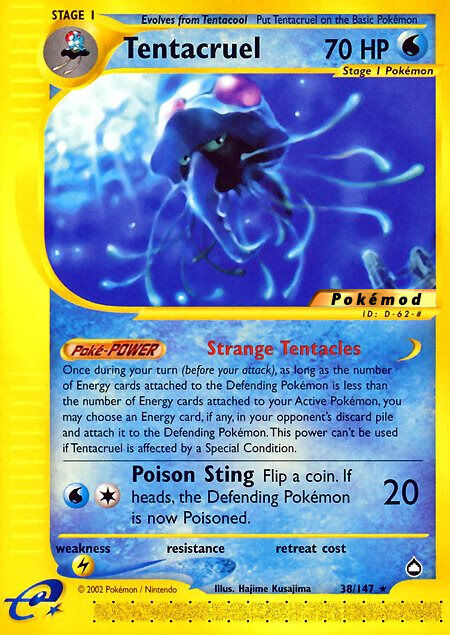 STAGE 1
Evolves from Tentacool Put Tentacruel on the Basic Pokémon
Tentacruel 70 HP
Stage 1 Pokémon
Pokémod
ID: D-62-#
Poké-POWER Strange Tentacles
Once during your turn (before your attack), as long as the number
of Energy cards attached to the Defending Pokémon is less than
the number of Energy cards attached to your Active Pokémon, you
may choose an Energy card, if any, in your opponent's discard pile
and attach it to the Defending Pokémon. This power can't be used
if Tentacruel is affected by a Special Condition.
Poison Sting Flip a coin. If
heads, the Defending Pokémon
is now Poisoned.
20
weakness resistance retreat cost
©2002 Pokémon / Nintendo Illus. Hajime Kusajima 38/147 ★
e